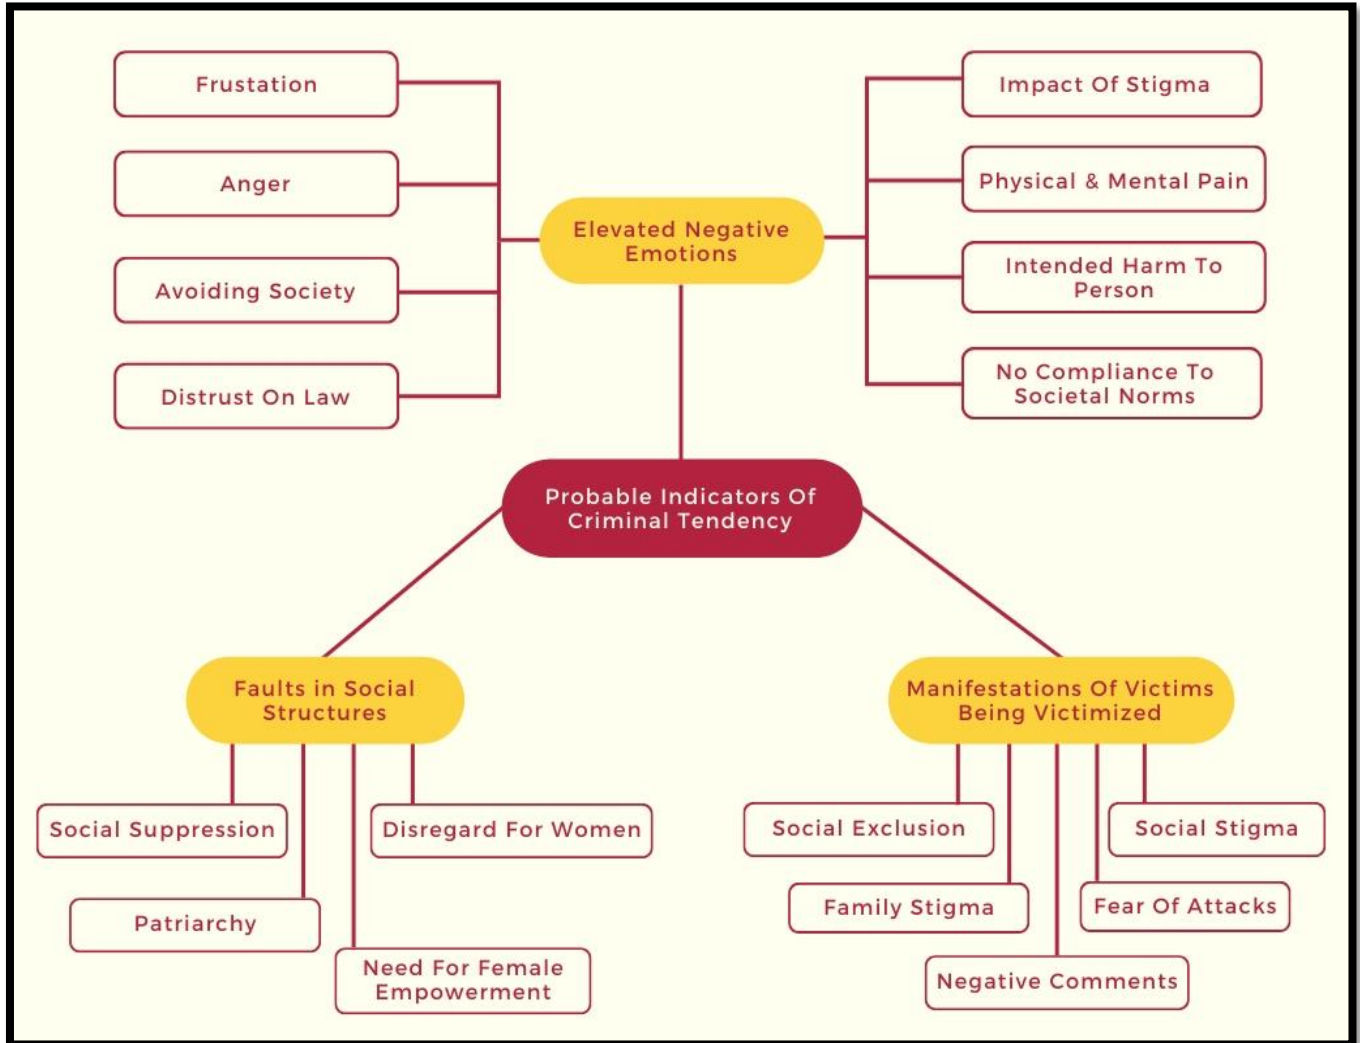 Frustation
Anger
Avoiding Society
Distrust On Law
Elevated Negative
Emotions
Impact Of Stigma
Physical & Mental Pain
Intended Harm To
Person
No Compliance To
Societal Norms
Probable Indicators Of
Criminal Tendency
Faults in Social
Structures
Social Suppression
Patriarchy
Need For Female
Empowerment
Disregard For Women
Manifestations Of Victims
Being Victimized
Social Exclusion
Family Stigma
Negative Comments
Fear Of Attacks
Social Stigma